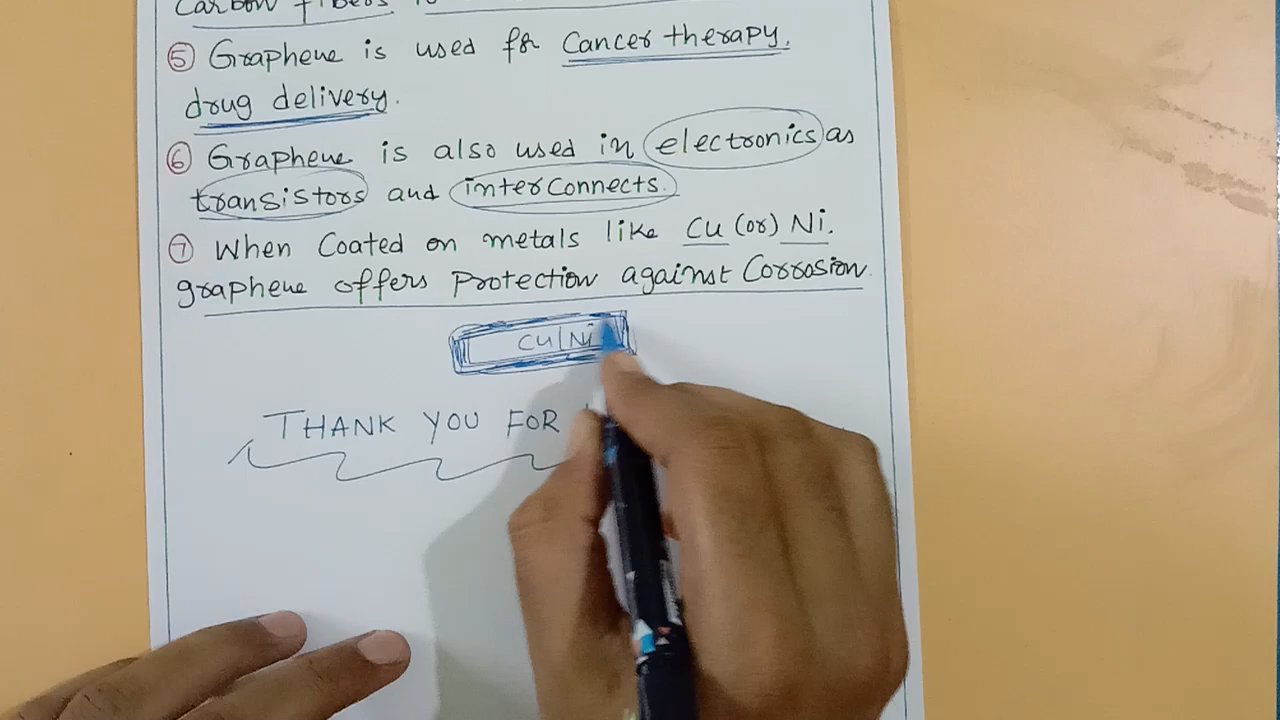 Carbon fibers
⑤ Graphene is used for Cancer therapy,
drug delivery.
⑥ Graphene is also used in electronics as
transistors and interconnects.
⑦ When Coated on metals like Cu (or) Ni.
graphene offers Protection against Corrosion.
Cu|Ni
THANK YOU FOR